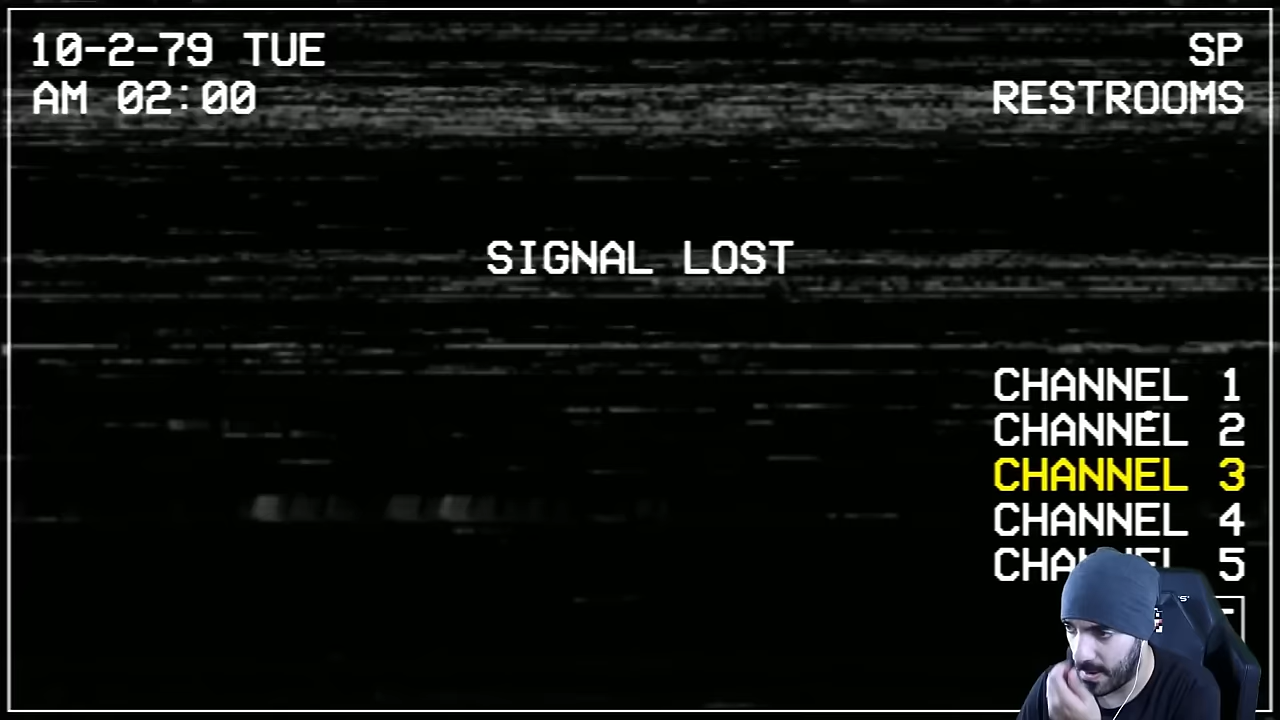 10-2-79 TUE
AM 02:00
SP
RESTROOMS
SIGNAL LOST
CHANNEL 1
CHANNEL 2
CHANNEL 3
CHANNEL 4
5